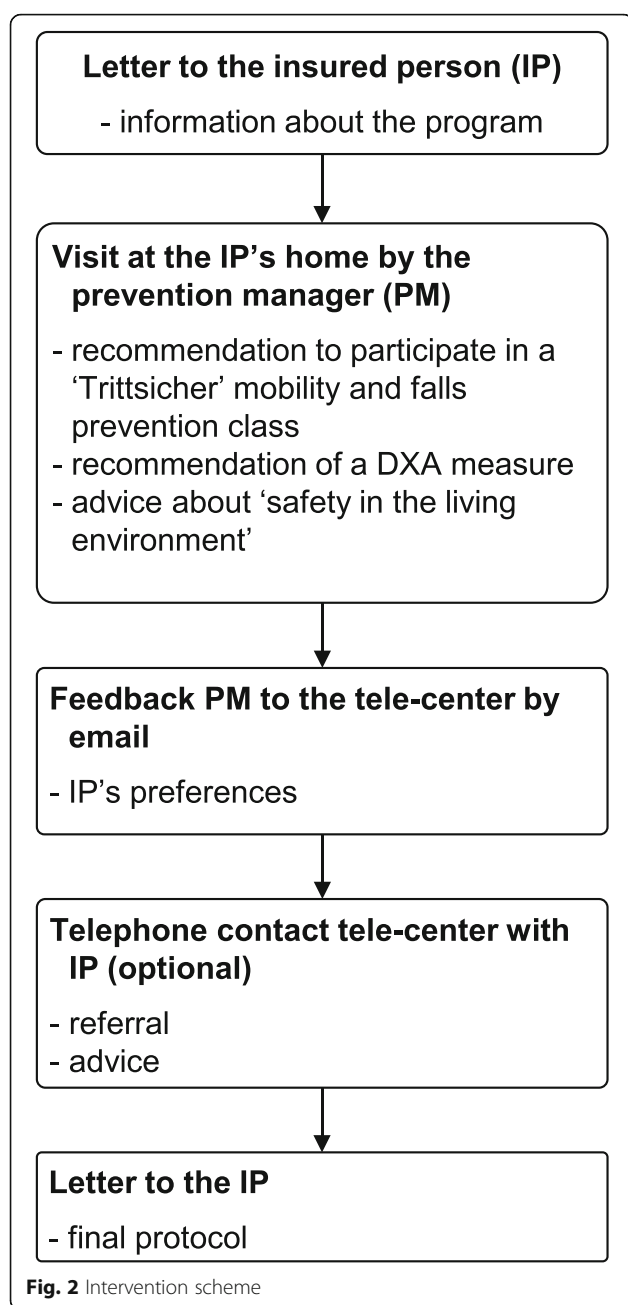 Letter to the insured person (IP)
- information about the program
Visit at the IP’s home by the
prevention manager (PM)
- recommendation to participate in a
‘Trittsicher’ mobility and falls
prevention class
- recommendation of a DXA measure
- advice about ‘safety in the living
environment’
Feedback PM to the tele-center by
email
- IP’s preferences
Telephone contact tele-center with
IP (optional)
- referral
- advice
Letter to the IP
- final protocol
Fig. 2 Intervention scheme